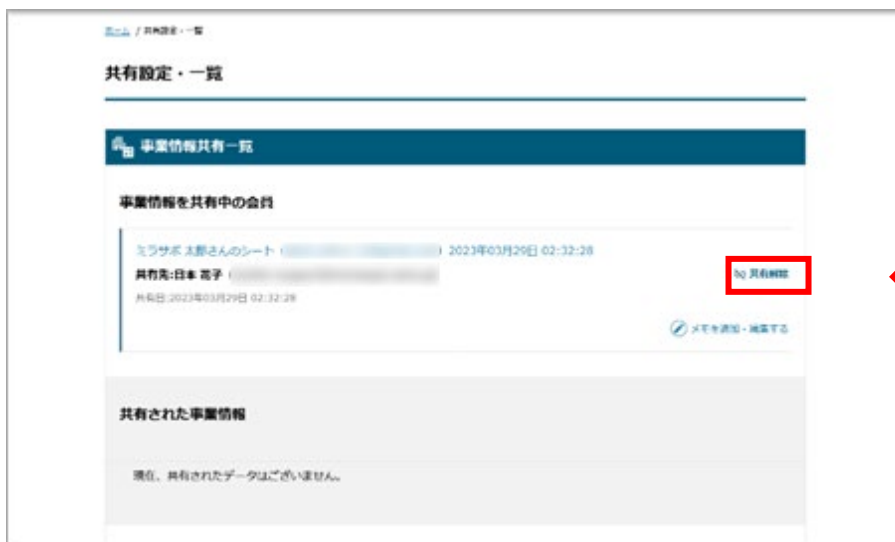 ホーム / 共有設定・一覧
共有設定・一覧
事業情報共有一覧
事業情報を共有中の会員
ミラサポ 太郎さんのシート ( ) 2023年03月29日 02:32:28
共有先:日本 花子 (
共有解除
共有日:2023年03月29日 02:32:28
メモを追加・編集する
共有された事業情報
現在、共有されたデータはございません。